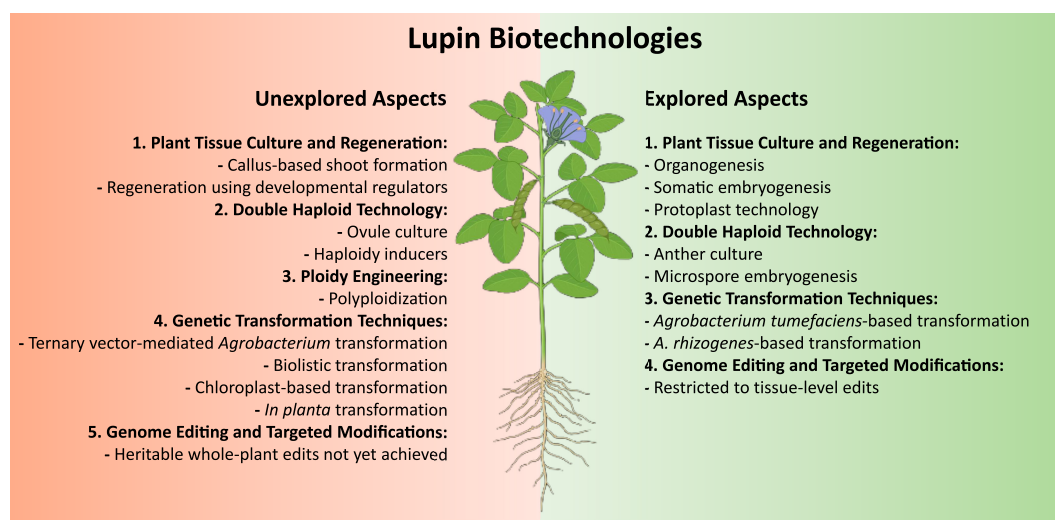 Lupin Biotechnologies
Unexplored Aspects
1. Plant Tissue Culture and Regeneration:
- Callus-based shoot formation
- Regeneration using developmental regulators
2. Double Haploid Technology:
- Ovule culture
- Haploidy inducers
3. Ploidy Engineering:
- Polyploidization
4. Genetic Transformation Techniques:
- Ternary vector-mediated Agrobacterium transformation
- Biolistic transformation
- Chloroplast-based transformation
- In planta transformation
5. Genome Editing and Targeted Modifications:
- Heritable whole-plant edits not yet achieved
Explored Aspects
1. Plant Tissue Culture and Regeneration:
- Organogenesis
- Somatic embryogenesis
- Protoplast technology
2. Double Haploid Technology:
- Anther culture
- Microspore embryogenesis
3. Genetic Transformation Techniques:
- Agrobacterium tumefaciens-based transformation
- A. rhizogenes-based transformation
4. Genome Editing and Targeted Modifications:
- Restricted to tissue-level edits